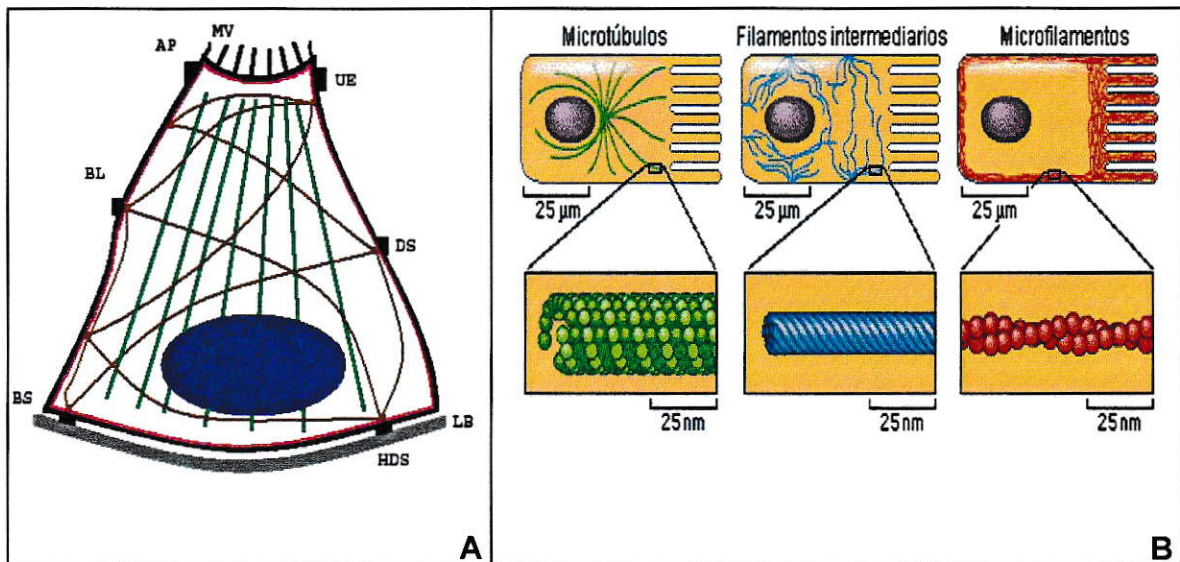 MV
AP
UE
BL
DS
BS
LB
HDS
A
Microtúbulos
Filamentos intermediarios
Microfilamentos
25 μm
25 μm
25 μm
25nm
25nm
25nm
B